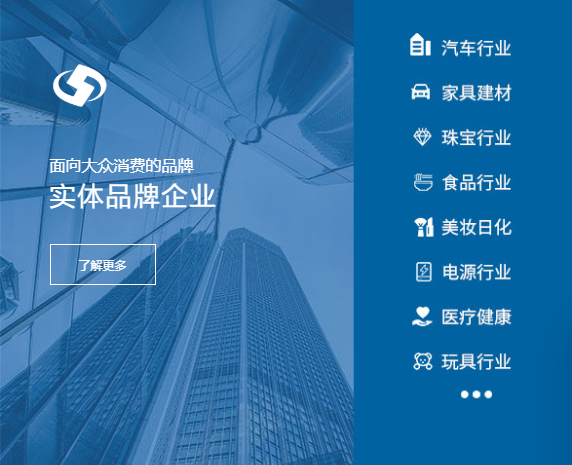 面向大众消费的品牌
实体品牌企业
了解更多
汽车行业
家具建材
珠宝行业
食品行业
美妆日化
电源行业
医疗健康
玩具行业